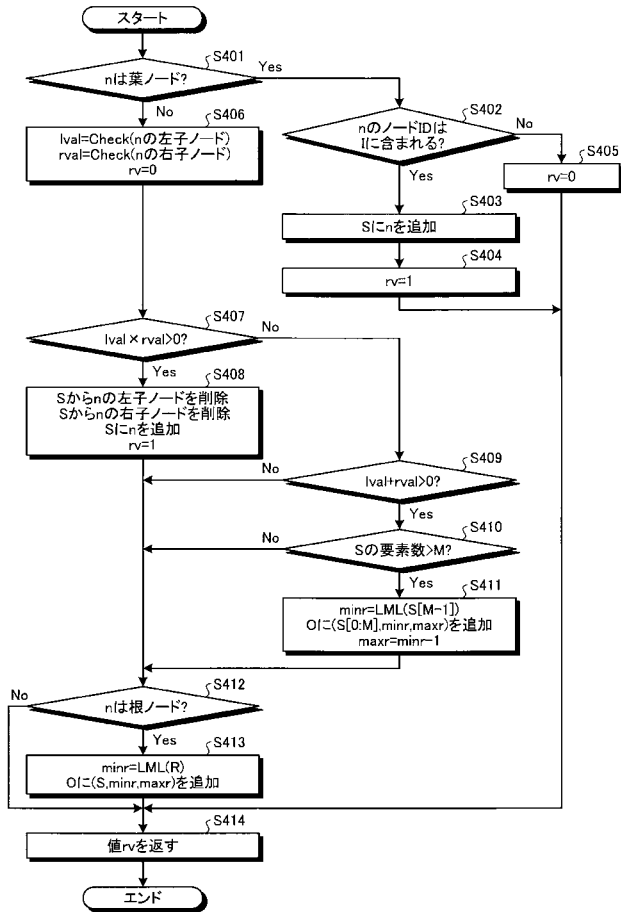 スタート
S401
nは葉ノード?
Yes
No
S406
lval=Check(nの左子ノード)
rval=Check(nの右子ノード)
rv=0
S402
nのノードIDは
Iに含まれる?
No
Yes
S405
rv=0
S403
Sにnを追加
S404
rv=1
S407
lval×rval>0?
No
Yes
S408
Sからnの左子ノードを削除
Sからnの右子ノードを削除
Sにnを追加
rv=1
S409
lval+rval>0?
No
Yes
S410
Sの要素数>M?
No
Yes
S411
minr=LML(S[M-1])
Oに(S[0:M],minr,maxr)を追加
maxr=minr-1
S412
nは根ノード?
No
Yes
S413
minr=LML(R)
Oに(S,minr,maxr)を追加
S414
値rvを返す
エンド